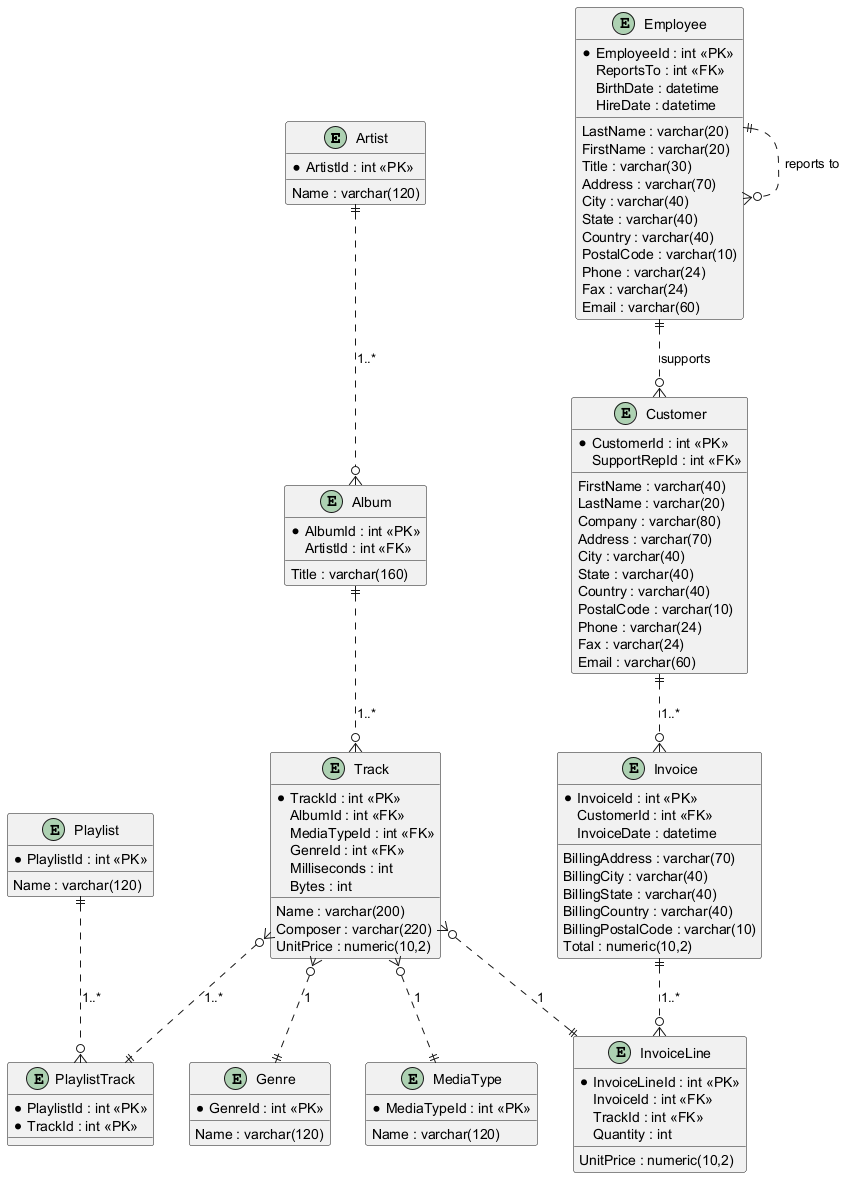 E Employee
EmployeeId : int «PK»
ReportsTo : int «FK»
BirthDate : datetime
HireDate : datetime
LastName : varchar(20)
FirstName : varchar(20)
Title : varchar(30)
Address : varchar(70)
City : varchar(40)
State : varchar(40)
Country : varchar(40)
PostalCode : varchar(10)
Phone : varchar(24)
Fax : varchar(24)
Email : varchar(60)
reports to
E Artist
ArtistId : int «PK»
Name : varchar(120)
1..*
supports
E Customer
CustomerId : int «PK»
SupportRepId : int «FK»
FirstName : varchar(40)
LastName : varchar(20)
Company : varchar(80)
Address : varchar(70)
City : varchar(40)
State : varchar(40)
Country : varchar(40)
PostalCode : varchar(10)
Phone : varchar(24)
Fax : varchar(24)
Email : varchar(60)
E Album
AlbumId : int «PK»
ArtistId : int «FK»
Title : varchar(160)
1..*
1..*
E Track
TrackId : int «PK»
AlbumId : int «FK»
MediaTypeId : int «FK»
GenreId : int «FK»
Milliseconds : int
Bytes : int
Name : varchar(200)
Composer : varchar(220)
UnitPrice : numeric(10,2)
E Invoice
InvoiceId : int «PK»
CustomerId : int «FK»
InvoiceDate : datetime
BillingAddress : varchar(70)
BillingCity : varchar(40)
BillingState : varchar(40)
BillingCountry : varchar(40)
BillingPostalCode : varchar(10)
Total : numeric(10,2)
E Playlist
PlaylistId : int «PK»
Name : varchar(120)
1..*
1..*
1
1
1
1..*
E PlaylistTrack
PlaylistId : int «PK»
TrackId : int «PK»
E Genre
GenreId : int «PK»
Name : varchar(120)
E MediaType
MediaTypeId : int «PK»
Name : varchar(120)
E InvoiceLine
InvoiceLineId : int «PK»
InvoiceId : int «FK»
TrackId : int «FK»
Quantity : int
UnitPrice : numeric(10,2)